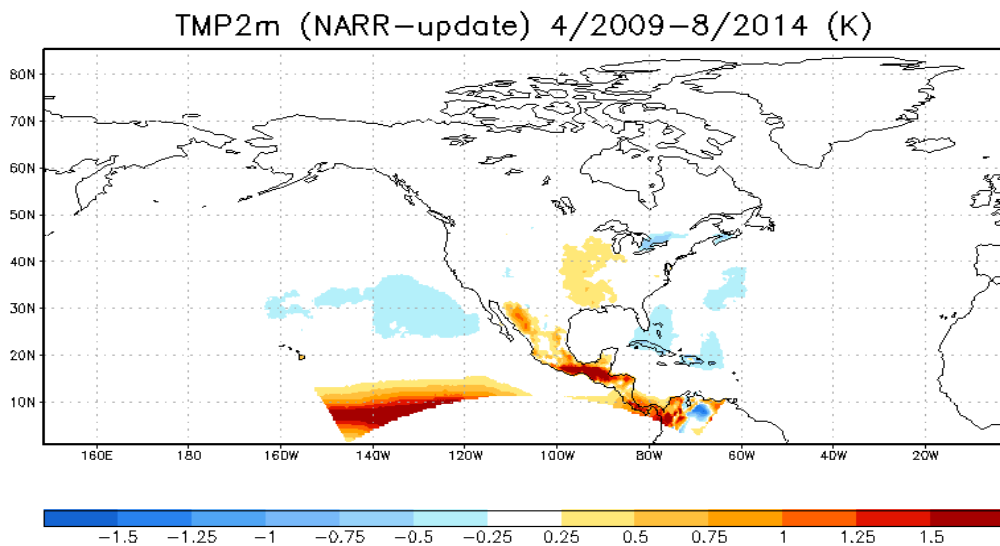 TMP2m (NARR-update) 4/2009-8/2014 (K)
80N
70N
60N
50N
40N
30N
20N
10N
160E 180 160W 140W 120W 100W 80W 60W 40W 20W
-1.5 -1.25 -1 -0.75 -0.5 -0.25 0.25 0.5 0.75 1 1.25 1.5